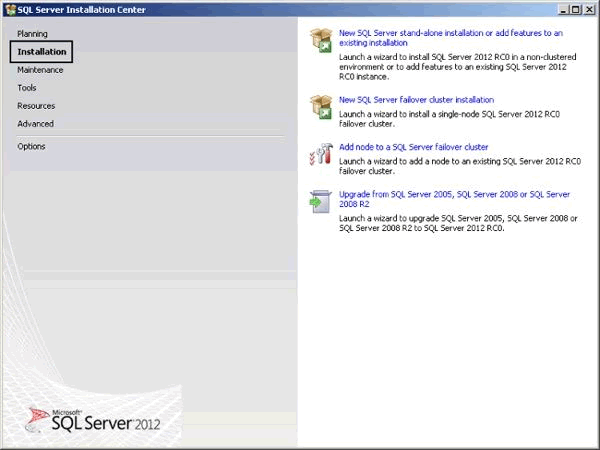 SQL Server Installation Center
Planning
Installation
Maintenance
Tools
Resources
Advanced
Options
New SQL Server stand-alone installation or add features to an
existing installation
Launch a wizard to install SQL Server 2012 RC0 in a non-clustered
environment or to add features to an existing SQL Server 2012
RC0 instance.
New SQL Server failover cluster installation
Launch a wizard to install a single-node SQL Server 2012 RC0
failover cluster.
Add node to a SQL Server failover cluster
Launch a wizard to add a node to an existing SQL Server 2012 RC0
failover cluster.
Upgrade from SQL Server 2005, SQL Server 2008 or SQL Server
2008 R2
Launch a wizard to upgrade SQL Server 2005, SQL Server 2008 or
SQL Server 2008 R2 to SQL Server 2012 RC0.
Microsoft
SQL Server 2012